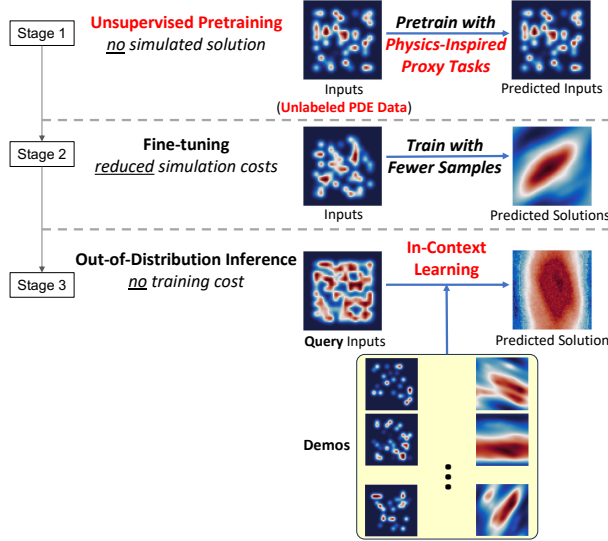 Stage 1
Unsupervised Pretraining
no simulated solution
Pretrain with
Physics-Inspired
Proxy Tasks
Inputs
(Unlabeled PDE Data)
Predicted Inputs
Stage 2
Fine-tuning
reduced simulation costs
Train with
Fewer Samples
Inputs
Predicted Solutions
Stage 3
Out-of-Distribution Inference
no training cost
In-Context
Learning
Query Inputs
Predicted Solutions
Demos